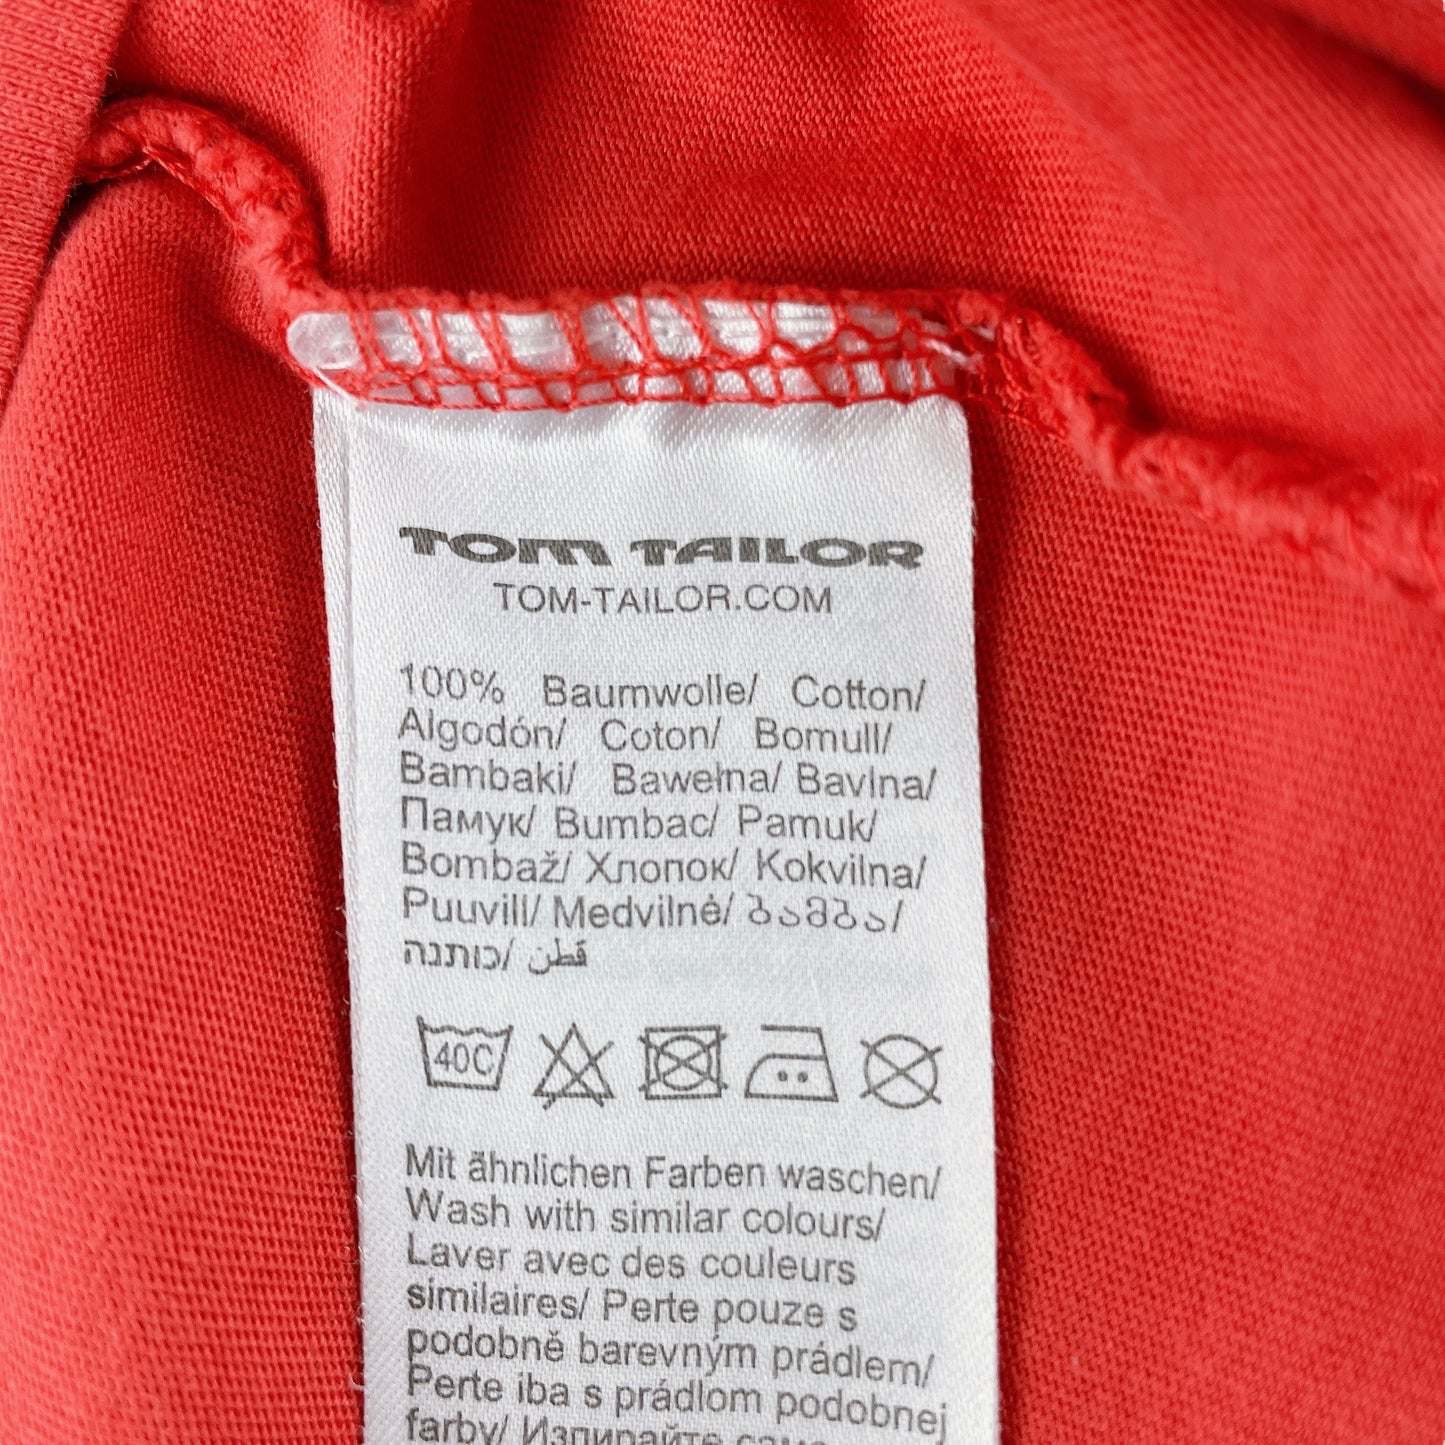 TOM TAILOR
TOM-TAILOR.COM
100% Baumwolle/ Cotton/
Algodón/ Coton/ Bomull/
Bambaki/ Bawełna/ Bavlna/
Памук/ Bumbac/ Pamuk/
Bombaž/ Хлопок/ Kokvilna/
Puuvill/ Medvilnė/ ბამბა/
כותנה/ قطن
40C
Mit ähnlichen Farben waschen/
Wash with similar colours/
Laver avec des couleurs
similaires/ Perte pouze s
podobně barevným prádlem/
Perte iba s prádlom podobnej
farby/ Изпирайте само